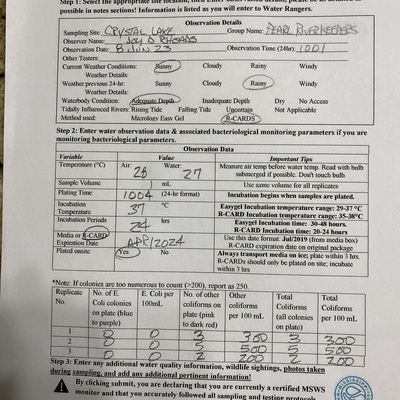 Step 1: Select the appropriate site location, then
possible in notes sections! Information is listed as you will enter to Water Rangers.
Observation Details
Sampling Site: CRYSTAL LAKE Group Name: PEARL RIVERKEEPERS
Observer Name: JOY D RHOADS
Observation Date: 8 JUN 23 Observation Time (24hr): 1001
Other Testers:
Current Weather Conditions: Sunny Cloudy Rainy Windy
Weather Details:
Weather previous 24-hr: Sunny Cloudy Rainy Windy
Weather Details:
Waterbody Condition: Adequate Depth Inadequate Depth Dry No Access
Tidally Influenced Rivers: Rising Tide Falling Tide Uncertain Not Applicable
Method used: Micrology Easy Gel R-CARDS
Step 2: Enter water observation data & associated bacteriological monitoring parameters if you are
monitoring bacteriological parameters.
Observation Data
Variable Value Important Tips
Temperature (°C) Air: 28 Water: 27 Measure air temp before water temp. Read with bulb
submerged if possible. Don't touch bulb.
Sample Volume mL Use same volume for all replicates
Plating Time 1004 (24-hr format) Incubation begins when samples are plated.
Incubation
Temperature 37 °C Easygel Incubation temperature range: 29-37 °C
R-CARD Incubation temperature range: 35-38°C
Incubation Periods 24 hrs Easygel incubation time: 30-48 hours.
R-CARD Incubation time: 20-24 hours
Media or R-CARD
Expiration Date APR/2024 Use this date format: Jul/2019 (from media box)
R-CARD expiration date on original package
Plated onsite Yes No Always transport media on ice; plate within 3 hrs.
R-CARDs should only be plated on site; incubate
within 3 hrs
**Note: If colonies are too numerous to count (>200), report as 250.
Replicate
No. No. of E.
Coli colonies
on plate (blue
to purple) E. Coli per
100mL No. of other
coliforms on
plate (pink
to dark red) Other
coliforms
per 100 mL Total
Coliforms
(all colonies
on plate) Total
coliforms
per 100 mL
1 0 0 3 300 3 300
2 0 0 5 500 5 500
3 0 0 2 200 2 200
Step 3: Enter any additional water quality information, wildlife sightings, photos taken
during sampling, and add any additional pertinent information!
By clicking submit, you are declaring that you are currently a certified MSWS
monitor and that you accurately followed all sampling and testing protocols